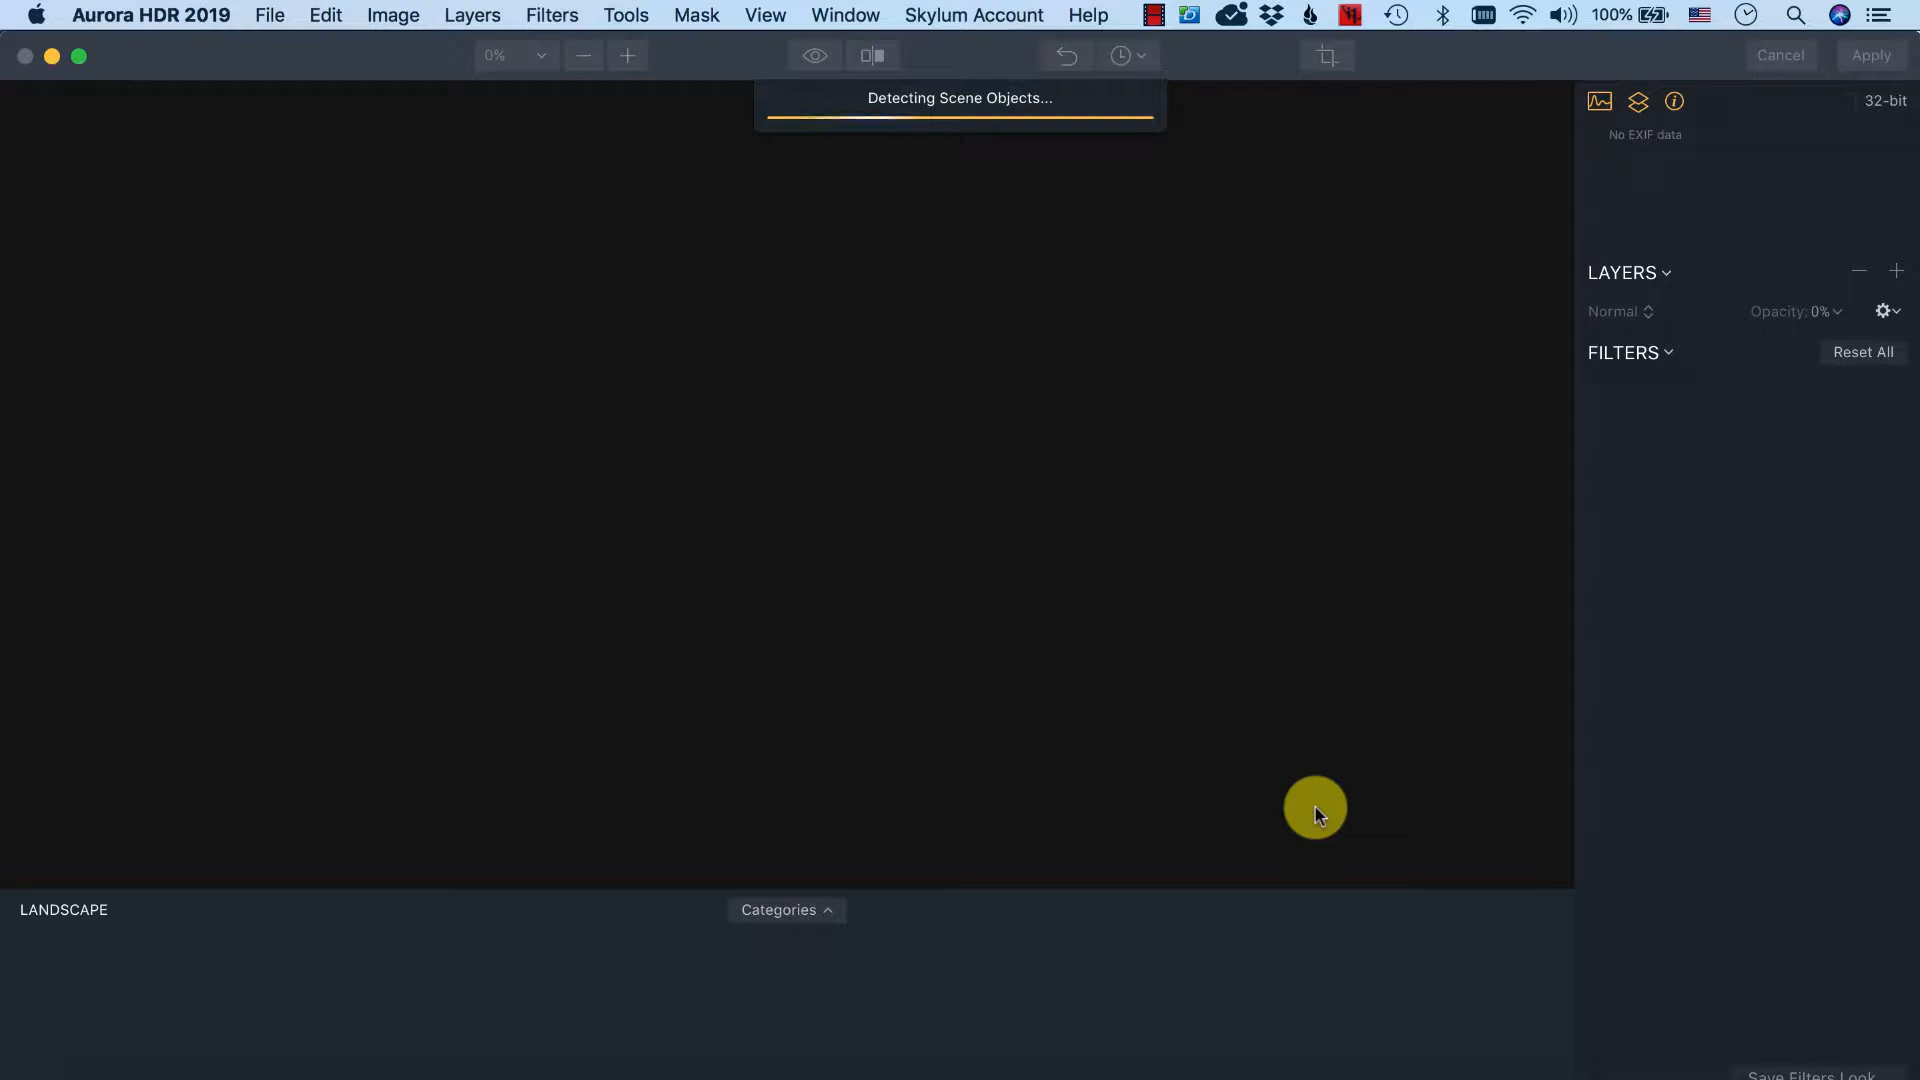 Aurora HDR 2019 File Edit Image Layers Filters Tools Mask View Window Skylum Account Help 100%
0% Cancel Apply
Detecting Scene Objects...
32-bit
No EXIF data
LAYERS
Normal Opacity: 0%
FILTERS Reset All
LANDSCAPE Categories
Save Filters Look